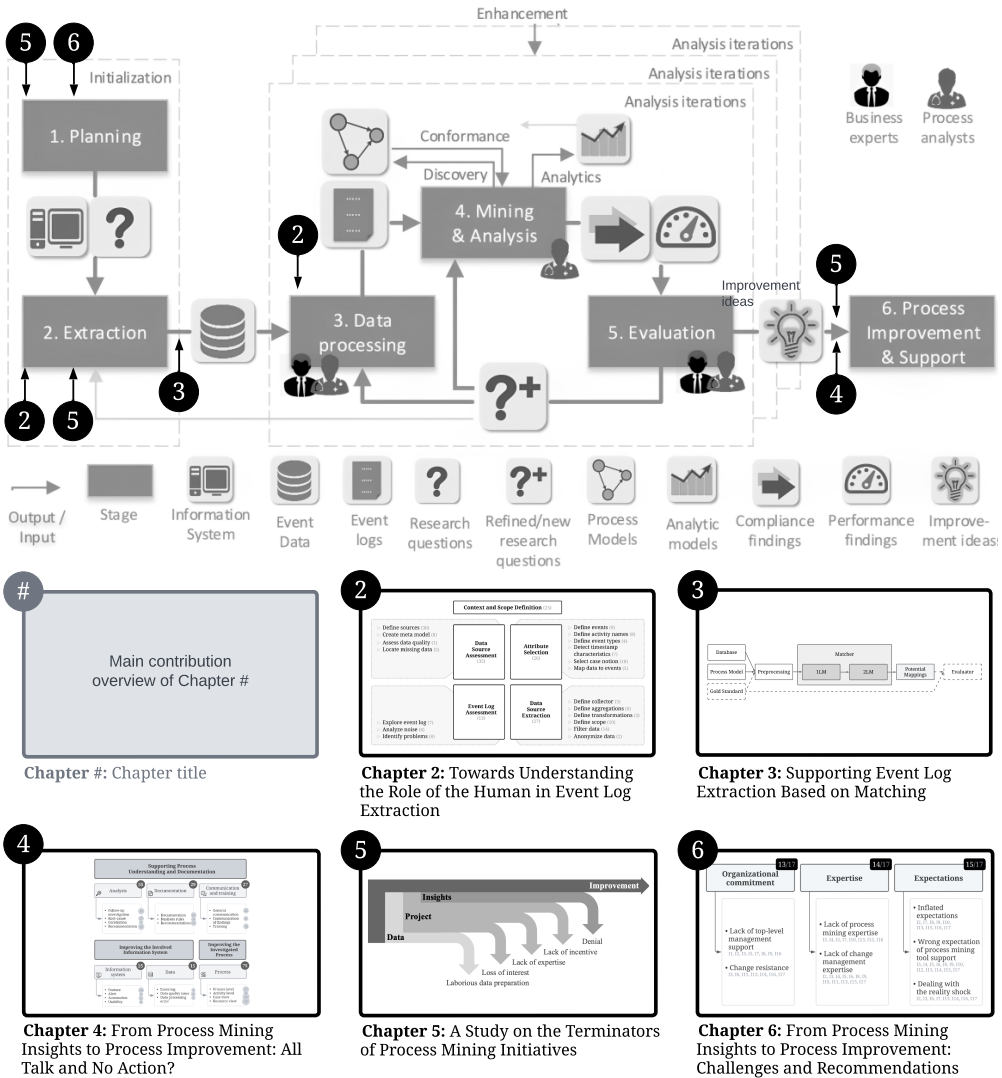 Enhancement
Analysis iterations
Analysis iterations
Analysis iterations
5
6
Initialization
1. Planning
Business
experts
Process
analysts
Conformance
Discovery
Analytics
4. Mining
& Analysis
2
Improvement
ideas
5
2. Extraction
3. Data
processing
5. Evaluation
6. Process
Improvement
& Support
3
4
2
5
?
?+
Output /
Input
Stage
Information
System
Event
Data
Event
logs
Research
questions
Refined/new
research
questions
Process
Models
Analytic
models
Compliance
findings
Performance
findings
Improve-
ment ideas
#
Main contribution
overview of Chapter #
Chapter #: Chapter title
2
Context and Scope Definition (25)
Define sources
Create meta model
Assess data quality
Locate missing data
Data
Source
Assessment
Attribute
Selection
Define events
Define activity names
Define event types
Detect timestamp
characteristics
Select case notion
Map data to events
Explore event log
Analyze noise
Identify problems
Event Log
Assessment
Data
Source
Extraction
Define collector
Define aggregations
Define transformations
Define scope
Filter data
Anonymize data
Chapter 2: Towards Understanding
the Role of the Human in Event Log
Extraction
3
Database
Process Model
Gold Standard
Preprocessing
Matcher
1LM
2LM
Potential
Mappings
Evaluator
Chapter 3: Supporting Event Log
Extraction Based on Matching
4
Supporting Process
Understanding and Documentation
Analysis
Documentation
Communication
and training
Improving the Involved
Information System
Improving the
Investigated
Process
Information
system
Data
Process
Chapter 4: From Process Mining
Insights to Process Improvement: All
Talk and No Action?
5
Improvement
Insights
Project
Data
Denial
Lack of incentive
Lack of expertise
Loss of interest
Laborious data preparation
Chapter 5: A Study on the Terminators
of Process Mining Initiatives
6
13/17
Organizational
commitment
• Lack of top-level
management
support
• Change resistance
14/17
Expertise
• Lack of process
mining expertise
• Lack of change
management
expertise
15/17
Expectations
• Inflated
expectations
• Wrong expectation
of process mining
tool support
• Dealing with
the reality shock
Chapter 6: From Process Mining
Insights to Process Improvement:
Challenges and Recommendations